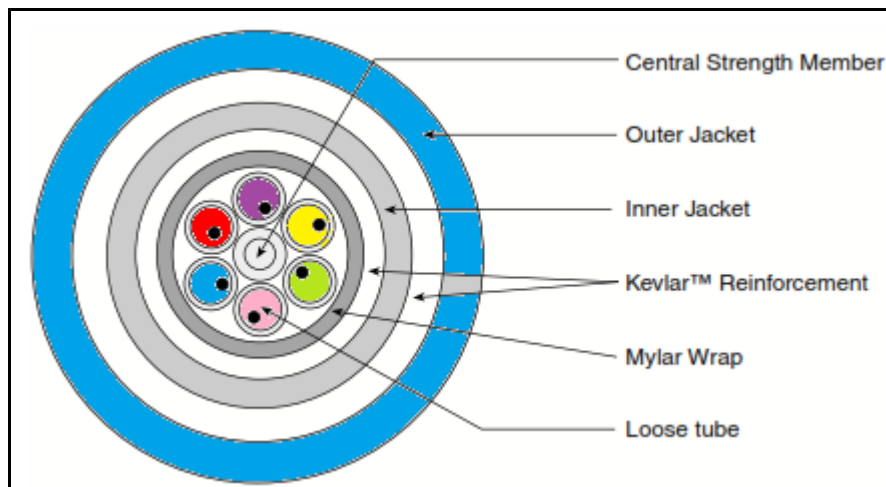 Central Strength Member
Outer Jacket
Inner Jacket
Kevlar™ Reinforcement
Mylar Wrap
Loose tube